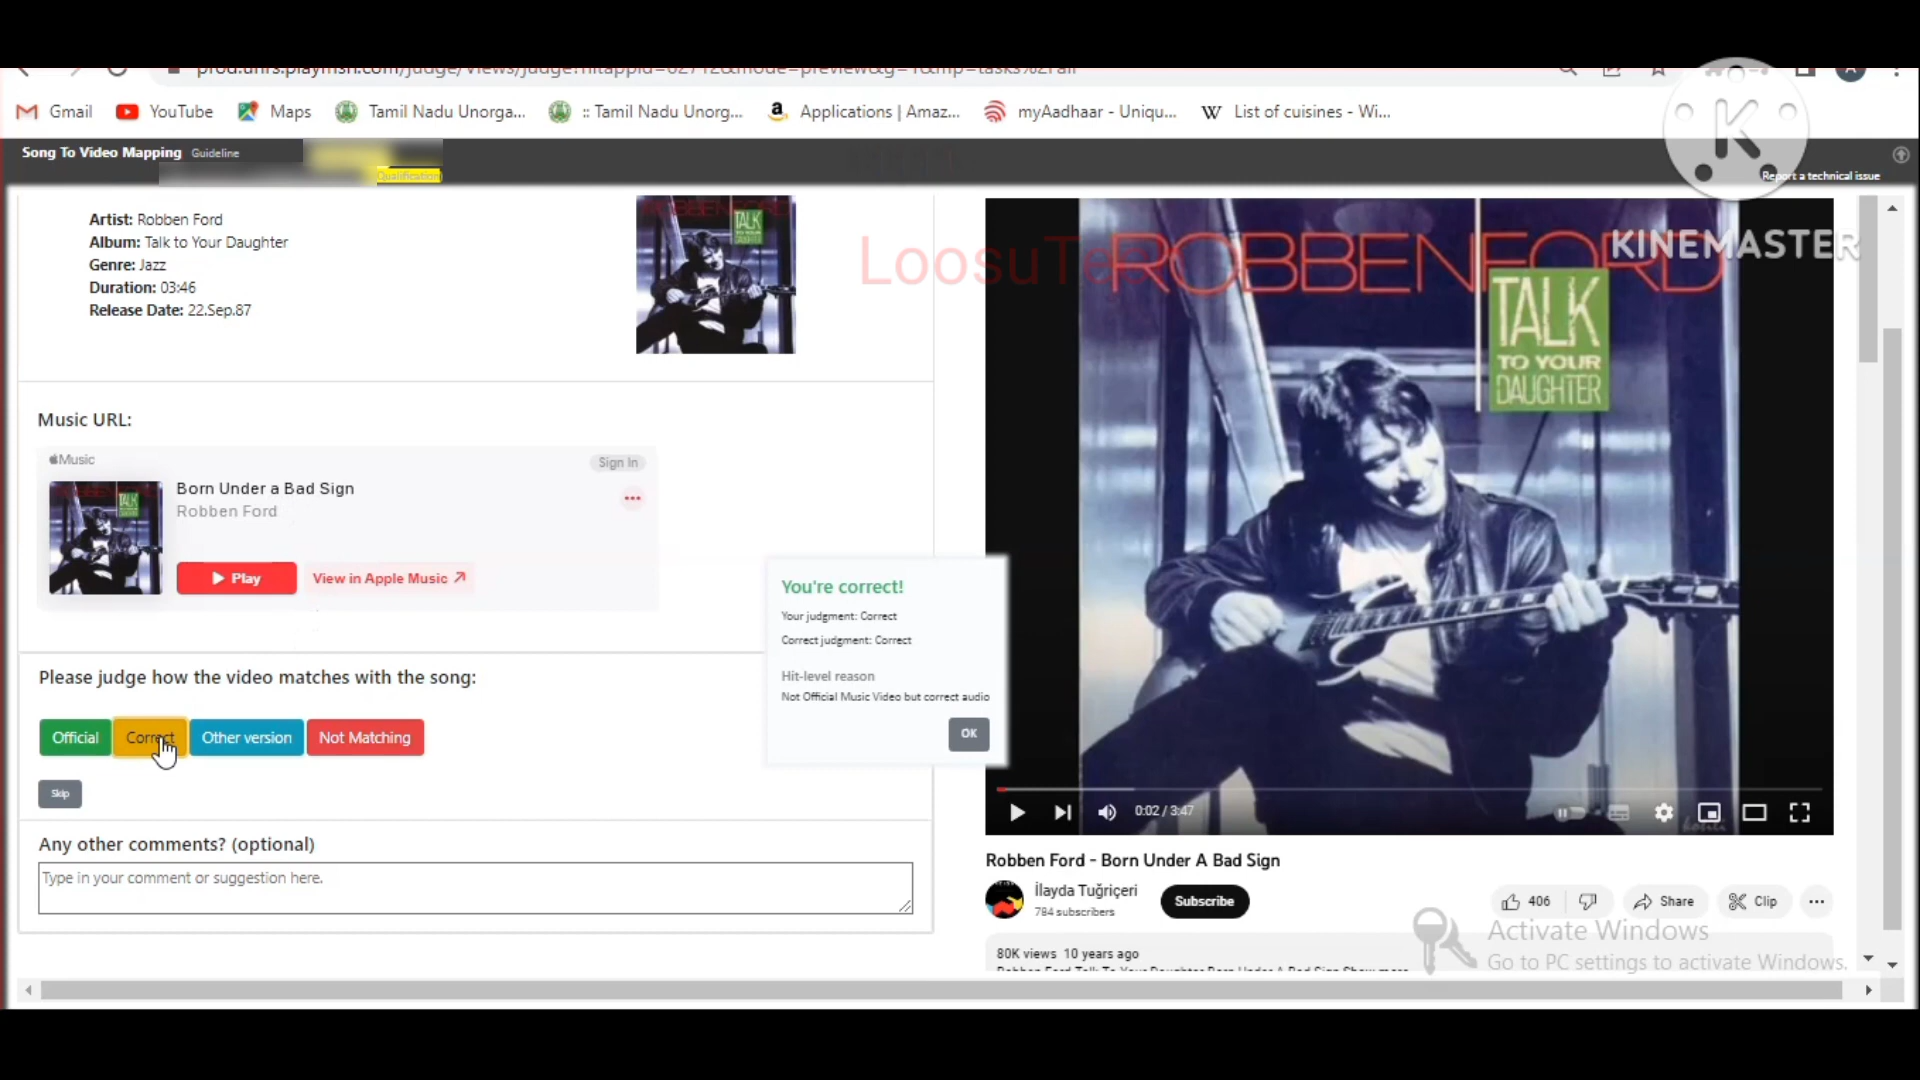 Gmail
YouTube
Maps
Tamil Nadu Unorga...
:: Tamil Nadu Unorg...
Applications | Amaz...
myAadhaar - Uniqu...
List of cuisines - Wi...
Song To Video Mapping
Guideline
Qualification
Report a technical issue
K
KINEMASTER
LoosuTec
Artist: Robben Ford
Album: Talk to Your Daughter
Genre: Jazz
Duration: 03:46
Release Date: 22.Sep.87
TALK
TO YOUR
DAUGHTER
Music URL:
Music
Sign In
Born Under a Bad Sign
Robben Ford
Play
View in Apple Music
Please judge how the video matches with the song:
Official
Correct
Other version
Not Matching
Skip
Any other comments? (optional)
Type in your comment or suggestion here.
You're correct!
Your judgment: Correct
Correct judgment: Correct
Hit-level reason
Not Official Music Video but correct audio
OK
ROBBEN FORD
TALK
TO YOUR
DAUGHTER
0:02 / 3:47
Robben Ford - Born Under A Bad Sign
İlayda Tuğriçeri
784 subscribers
Subscribe
406
Share
Clip
80K views 10 years ago
Activate Windows
Go to PC settings to activate Windows.